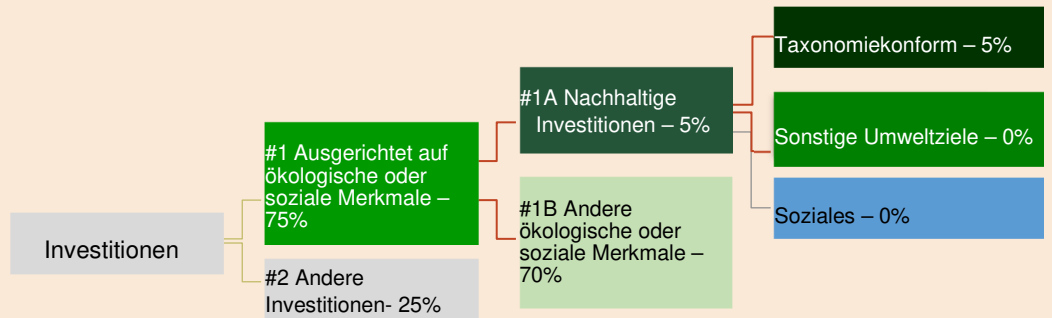 Investitionen
#1 Ausgerichtet auf
ökologische oder
soziale Merkmale –
75%
#2 Andere
Investitionen- 25%
#1A Nachhaltige
Investitionen – 5%
#1B Andere
ökologische oder
soziale Merkmale –
70%
Taxonomiekonform – 5%
Sonstige Umweltziele – 0%
Soziales – 0%